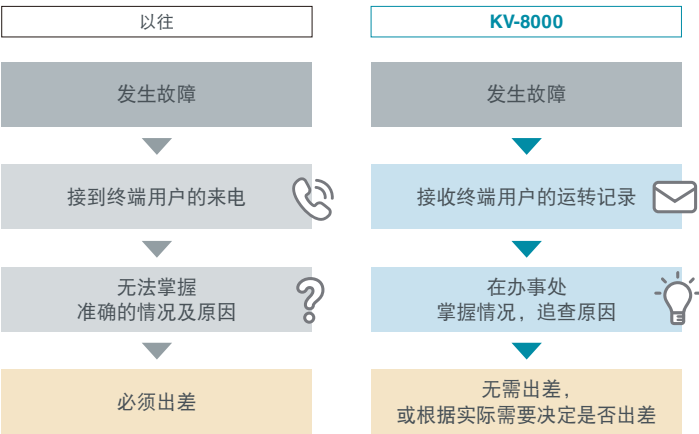 以往
发生故障
接到终端用户的来电
无法掌握
准确的情况及原因
必须出差
KV-8000
发生故障
接收终端用户的运转记录
在办事处
掌握情况，追查原因
无需出差，
或根据实际需要决定是否出差